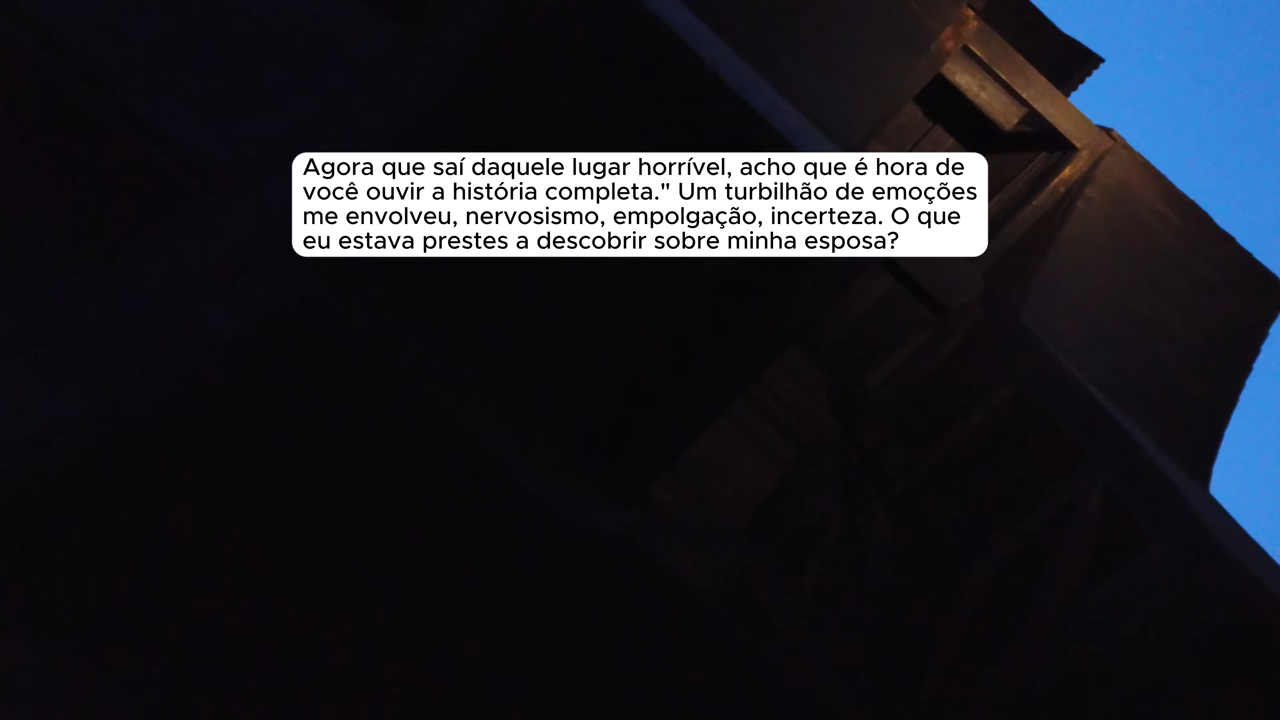 Agora que saí daquele lugar horrível, acho que é hora de
você ouvir a história completa." Um turbilhão de emoções
me envolveu, nervosismo, empolgação, incerteza. O que
eu estava prestes a descobrir sobre minha esposa?